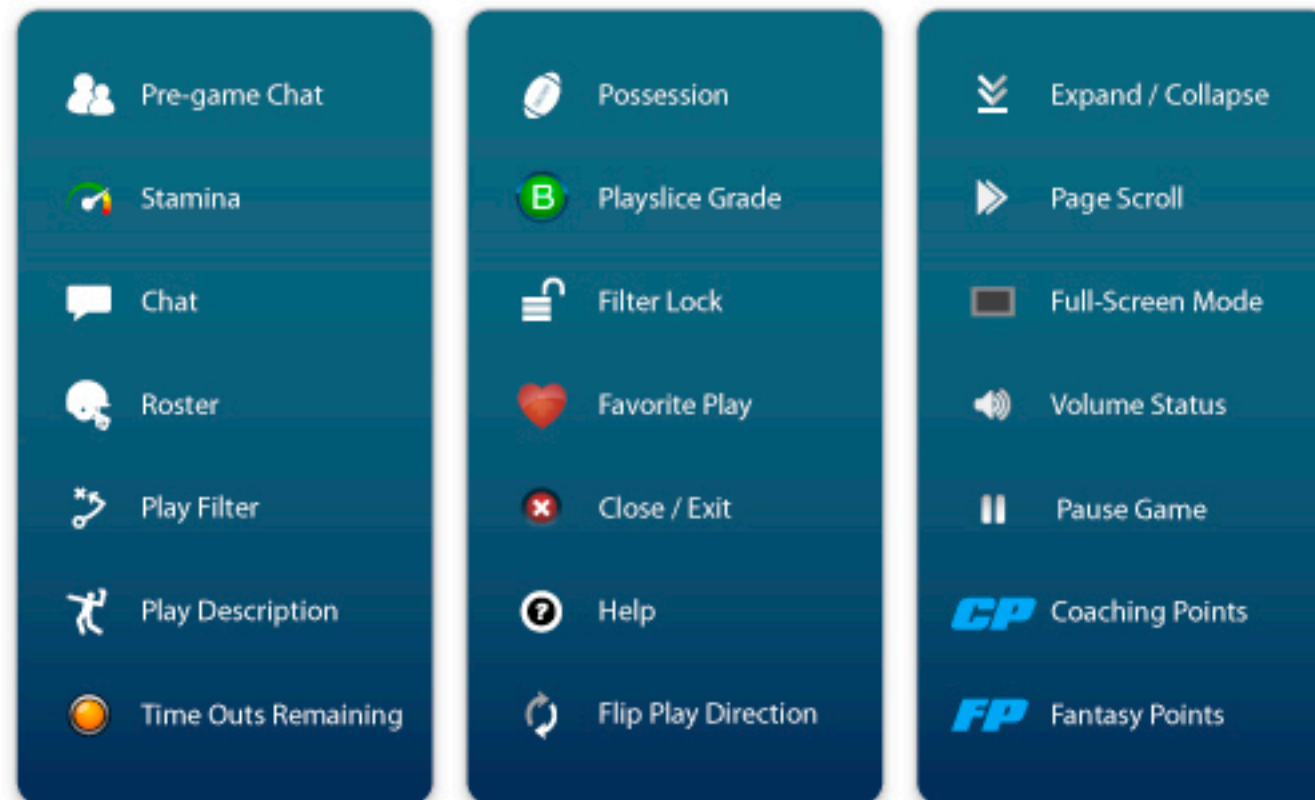 Pre-game Chat
Stamina
Chat
Roster
Play Filter
Play Description
Time Outs Remaining
Possession
B Playslice Grade
Filter Lock
Favorite Play
Close / Exit
? Help
Flip Play Direction
Expand / Collapse
Page Scroll
Full-Screen Mode
Volume Status
Pause Game
CP Coaching Points
FP Fantasy Points